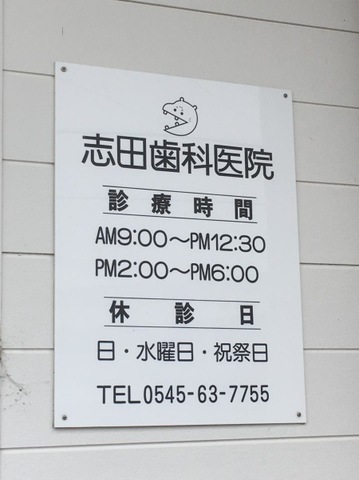 志田歯科医院
診療時間
AM9:00～PM12:30
PM2:00～PM6:00
休診日
日・水曜日・祝祭日
TEL0545-63-7755